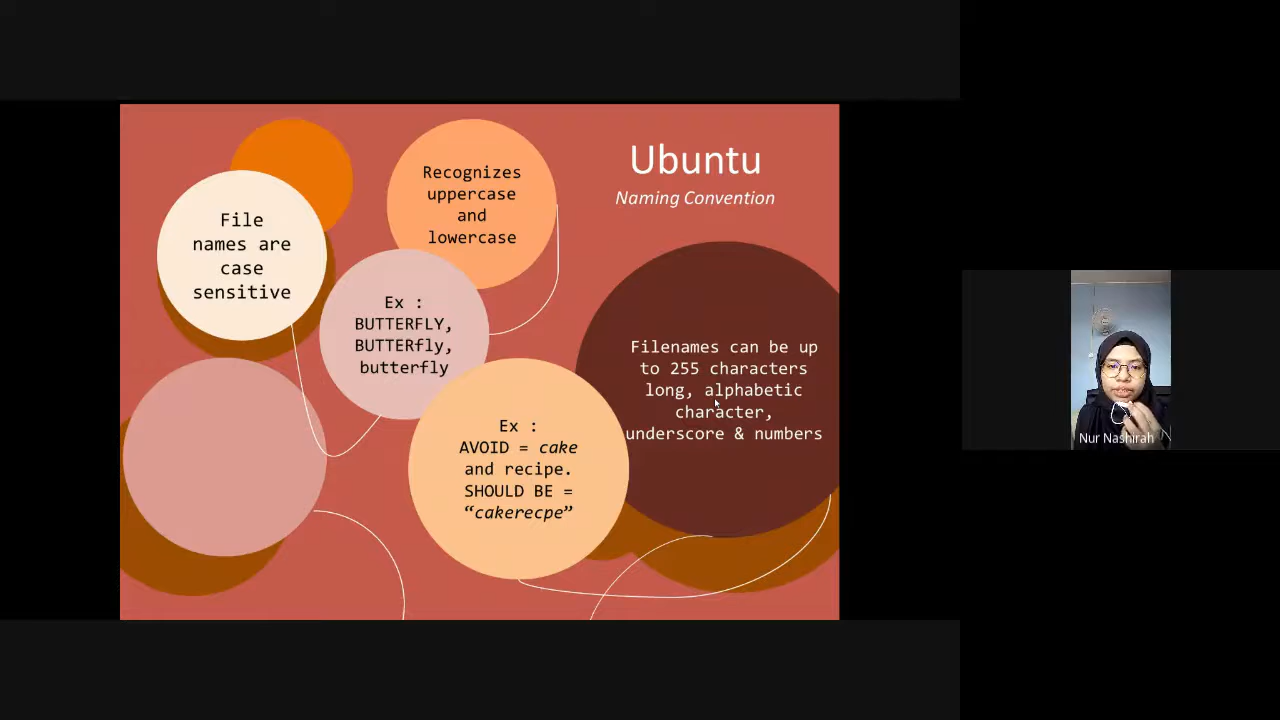 Ubuntu
Naming Convention
File
names are
case
sensitive
Recognizes
uppercase
and
lowercase
Ex :
BUTTERFLY,
BUTTERfly,
butterfly
Ex :
AVOID = cake
and recipe.
SHOULD BE =
“cakerecpe”
Filenames can be up
to 255 characters
long, alphabetic
character,
underscore & numbers
Nur Nashirah